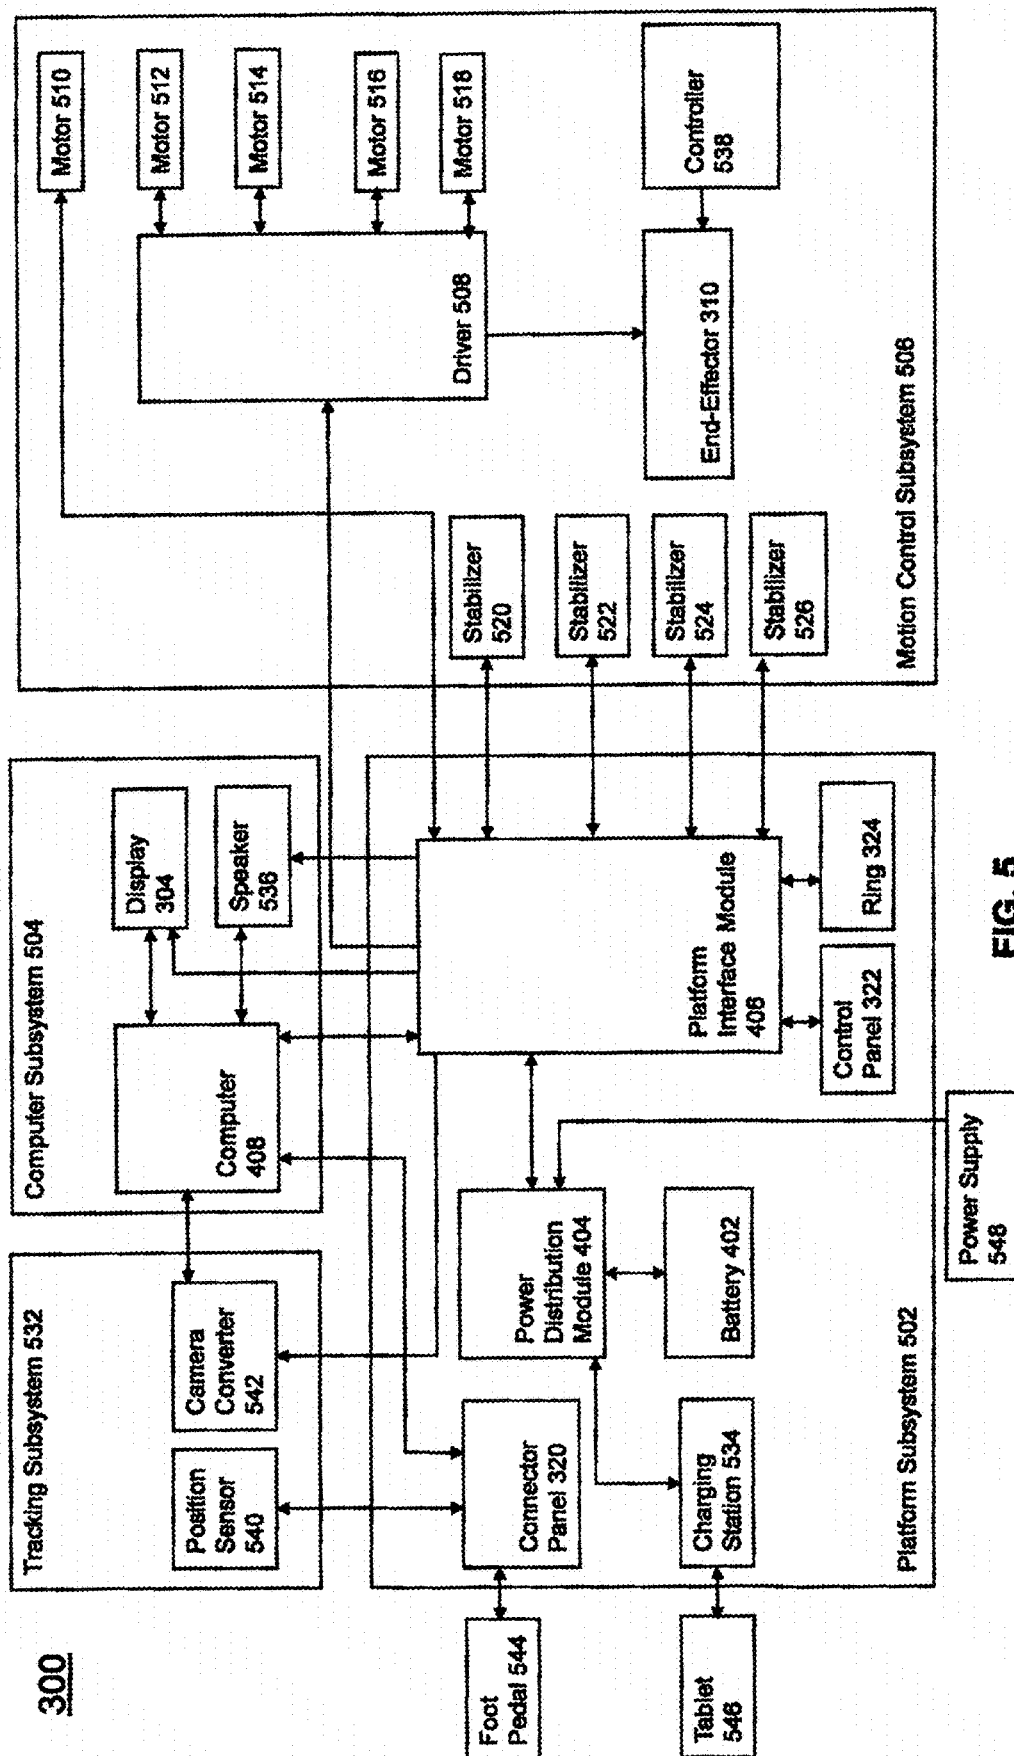 300
Tracking Subsystem 532
Position
Sensor
540
Camera
Converter
542
Computer Subsystem 504
Computer
408
Display
304
Speaker
536
Foot
Pedal 544
Tablet
546
Connector
Panel 320
Charging
Station 534
Power
Distribution
Module 404
Battery 402
Platform
Interface Module
406
Control
Panel 322
Ring 324
Platform Subsystem 502
Power Supply
548
Motor 510
Motor 512
Motor 514
Motor 516
Motor 518
Driver 508
Stabilizer
520
Stabilizer
522
Stabilizer
524
Stabilizer
526
End-Effector 310
Controller
538
Motion Control Subsystem 506
FIG. 5